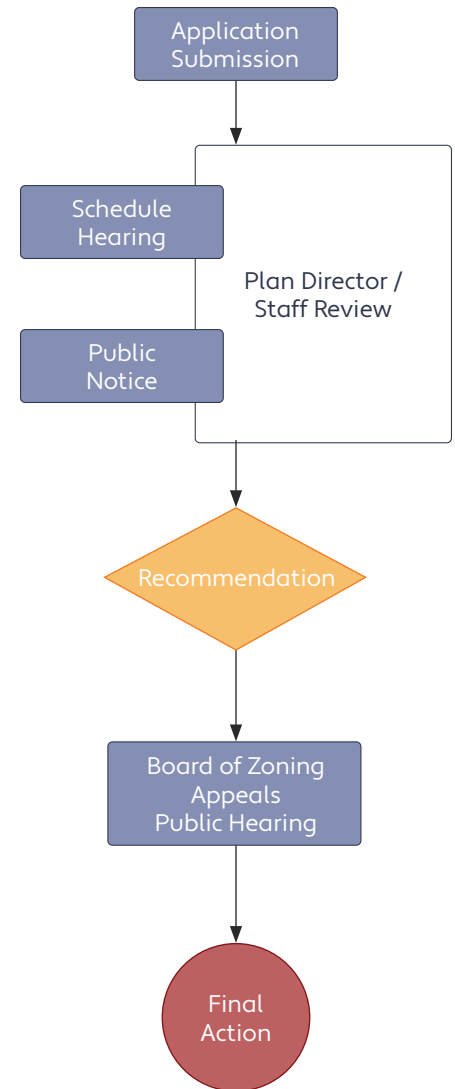 Application
Submission
Schedule
Hearing
Plan Director /
Staff Review
Public
Notice
Recommendation
Board of Zoning
Appeals
Public Hearing
Final
Action